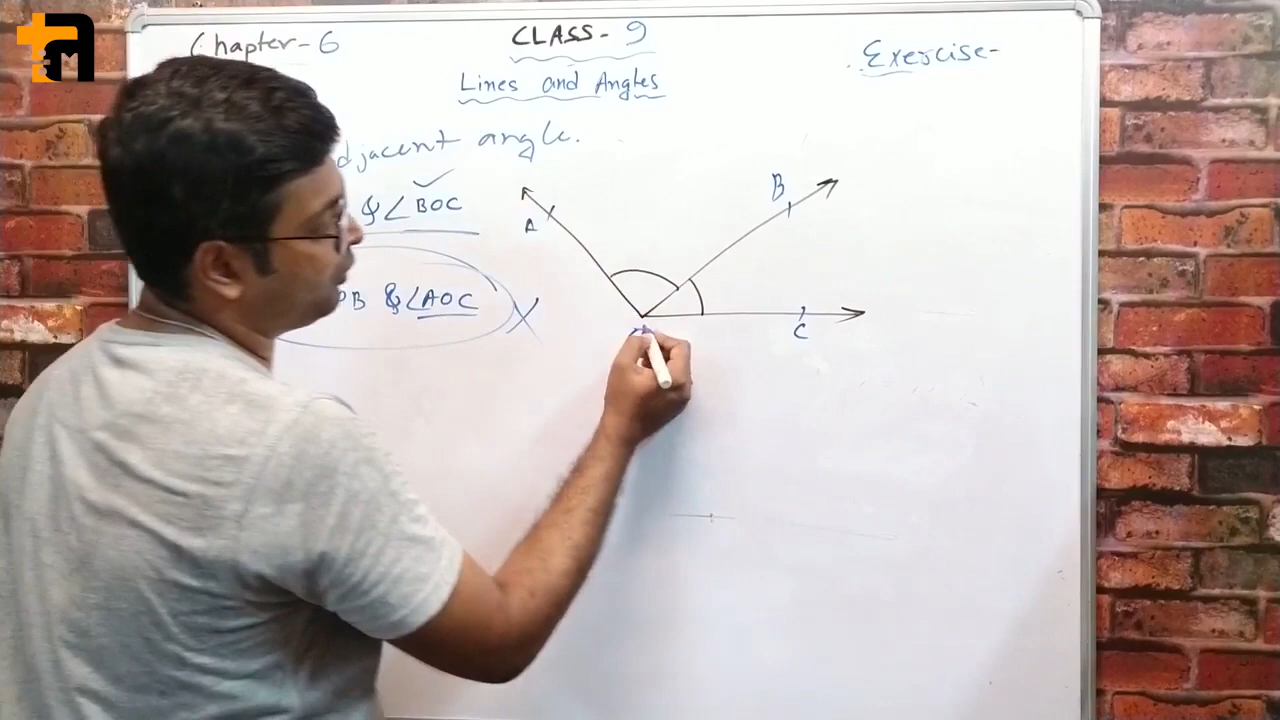 Chapter-6
CLASS-9
Lines and Angles
Exercise-
djacent angle.
& ∠BOC
B & ∠AOC
A
B
C